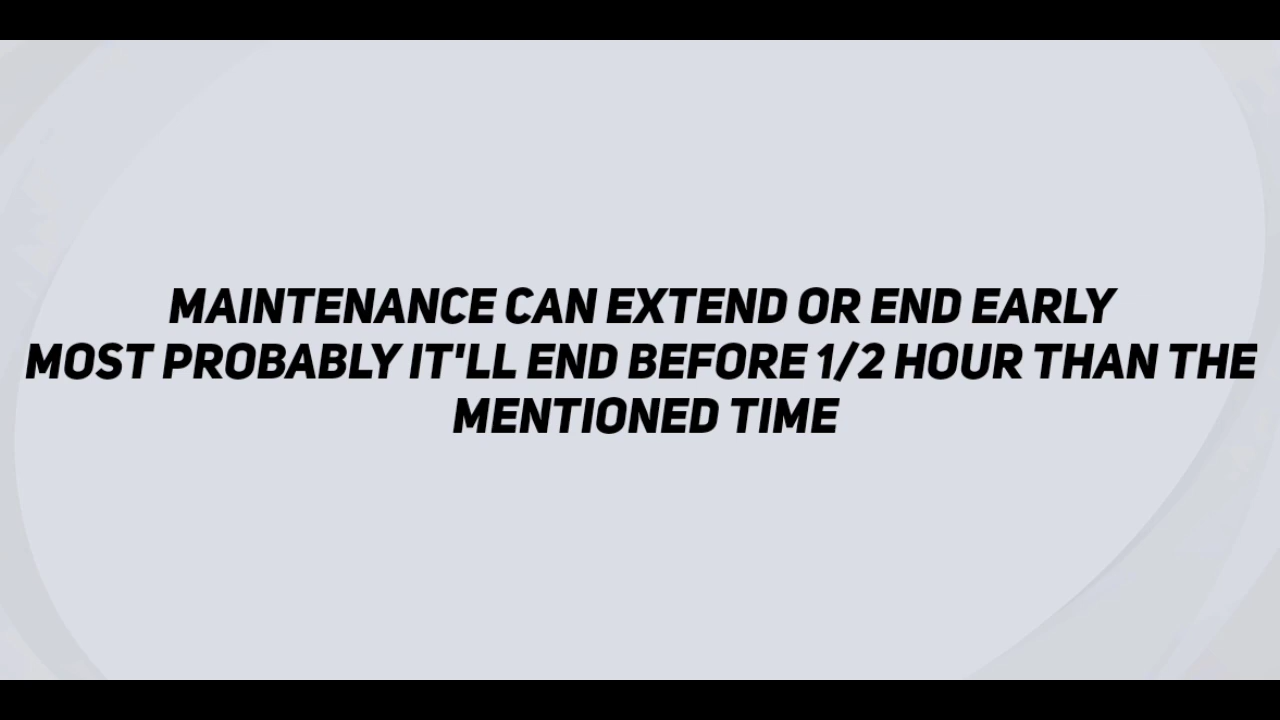 MAINTENANCE CAN EXTEND OR END EARLY
MOST PROBABLY IT'LL END BEFORE 1/2 HOUR THAN THE
MENTIONED TIME